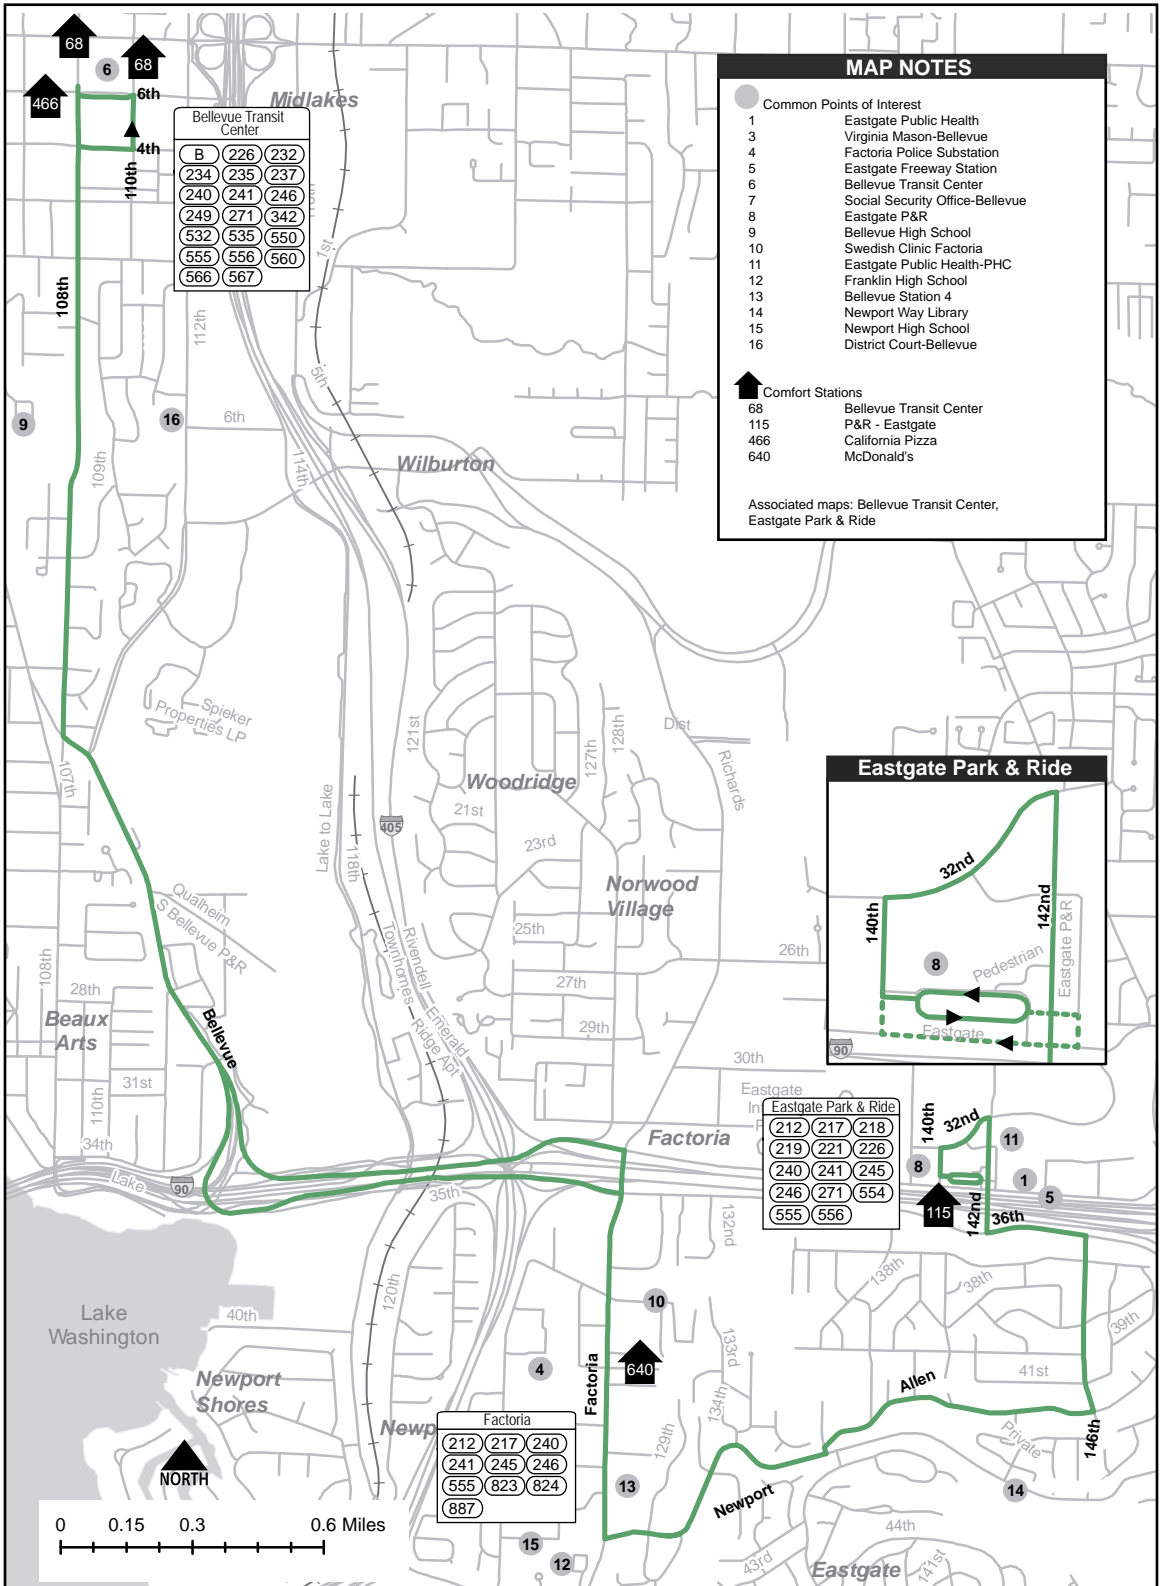 68
6
68
466
6th
4th
110th
Midlakes
Bellevue Transit
Center
B 226 232
234 235 237
240 241 246
249 271 342
532 535 550
555 556 560
566 567
1st
108th
112th
5th
9
16
6th
109th
114th
Wilburton
MAP NOTES
Common Points of Interest
1 Eastgate Public Health
3 Virginia Mason-Bellevue
4 Factoria Police Substation
5 Eastgate Freeway Station
6 Bellevue Transit Center
7 Social Security Office-Bellevue
8 Eastgate P&R
9 Bellevue High School
10 Swedish Clinic Factoria
11 Eastgate Public Health-PHC
12 Franklin High School
13 Bellevue Station 4
14 Newport Way Library
15 Newport High School
16 District Court-Bellevue
Comfort Stations
68 Bellevue Transit Center
115 P&R - Eastgate
466 California Pizza
640 McDonald's
Associated maps: Bellevue Transit Center,
Eastgate Park & Ride
Spieker
Properties LP
107th
121st
127th
128th
Dist
Richards
Woodridge
21st
23rd
Lake to Lake
405
118th
Norwood
Village
Qualheim
S Bellevue P&R
25th
26th
27th
29th
30th
Rivendell - Emerald
Townhomes - Ridge Apt
108th
28th
Beaux
Arts
Bellevue
31st
110th
34th
Lake
90
35th
Factoria
Eastgate
Eastgate Park & Ride
32nd
140th
142nd
8
Pedestrian
Eastgate P&R
Eastgate
90
Eastgate Park & Ride
212 217 218
219 221 226
240 241 245
246 271 554
555 556
140th
32nd
11
8
1
5
115
142nd
36th
132nd
138th
38th
39th
41st
133rd
134th
10
640
4
Factoria
129th
Allen
146th
Private
14
Newport
13
Lake
Washington
40th
120th
Newport
Shores
Newp
Factoria
212 217 240
241 245 246
555 823 824
887
NORTH
0 0.15 0.3 0.6 Miles
15
12
44th
43rd
141st
Eastgate